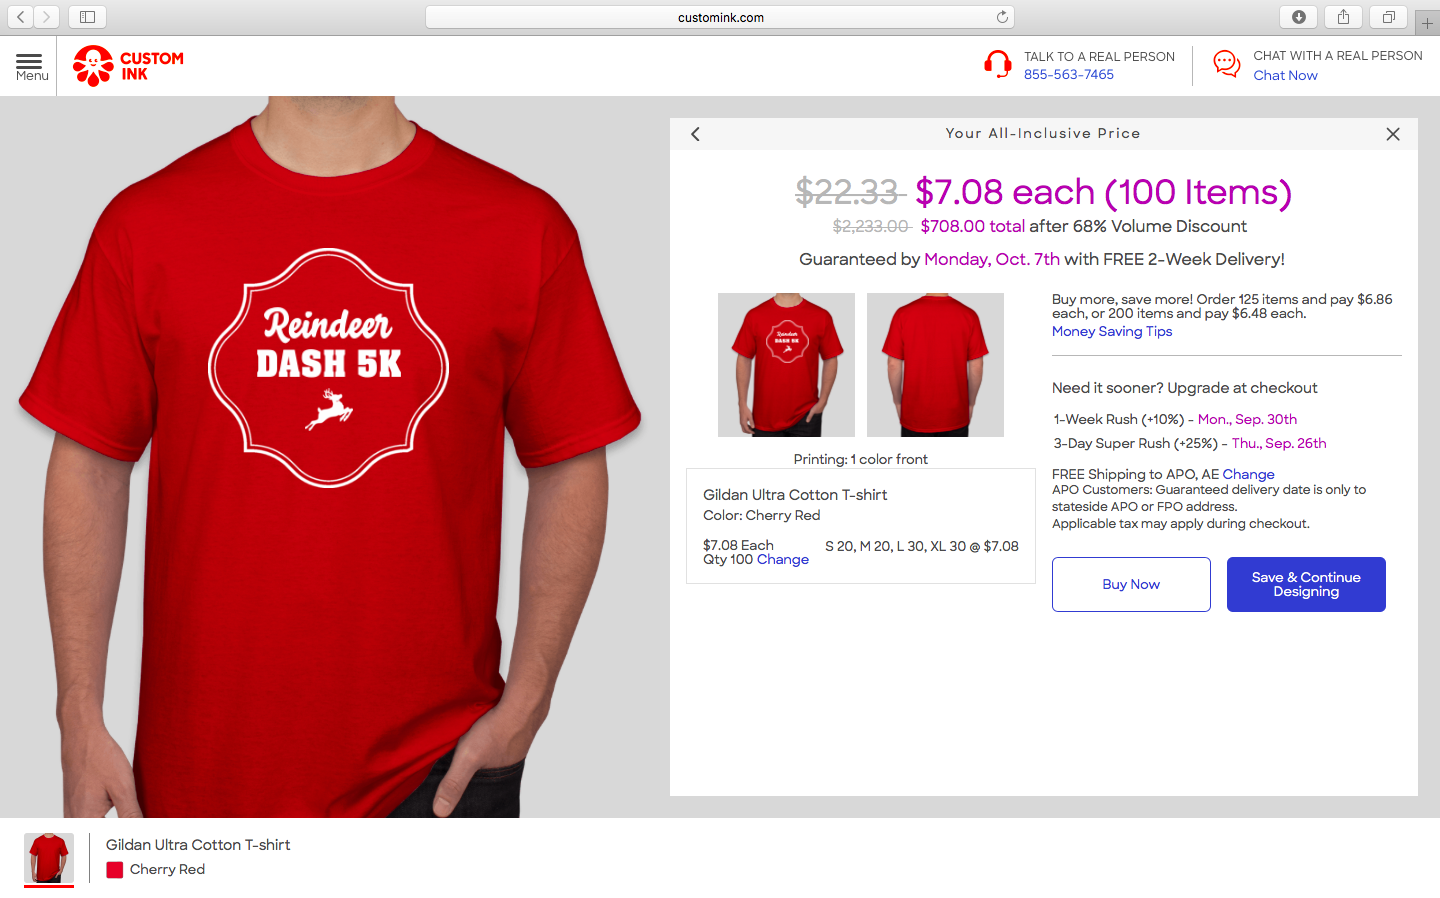 customink.com
Menu
CUSTOM
INK
TALK TO A REAL PERSON
855-563-7465
CHAT WITH A REAL PERSON
Chat Now
Reindeer
DASH 5K
Your All-Inclusive Price
$22.33 $7.08 each (100 Items)
$2,233.00 $708.00 total after 68% Volume Discount
Guaranteed by Monday, Oct. 7th with FREE 2-Week Delivery!
Reindeer
DASH 5K
Printing: 1 color front
Gildan Ultra Cotton T-shirt
Color: Cherry Red
$7.08 Each
Qty 100 Change
S 20, M 20, L 30, XL 30 @ $7.08
Buy more, save more! Order 125 items and pay $6.86
each, or 200 items and pay $6.48 each.
Money Saving Tips
Need it sooner? Upgrade at checkout
1-Week Rush (+10%) - Mon., Sep. 30th
3-Day Super Rush (+25%) - Thu., Sep. 26th
FREE Shipping to APO, AE Change
APO Customers: Guaranteed delivery date is only to
stateside APO or FPO address.
Applicable tax may apply during checkout.
Buy Now
Save & Continue
Designing
Gildan Ultra Cotton T-shirt
Cherry Red